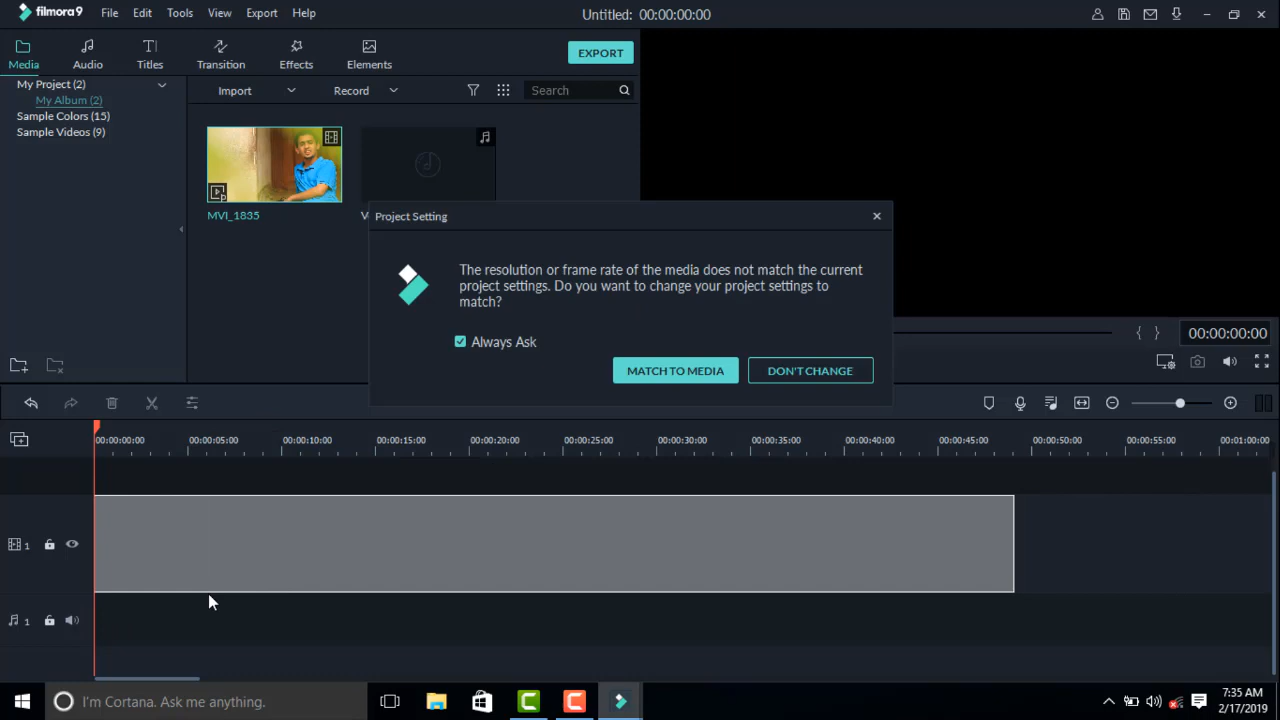 filmora9 File Edit Tools View Export Help Untitled: 00:00:00:00
Media Audio Titles Transition Effects Elements EXPORT
My Project (2) Import Record Search
My Album (2)
Sample Colors (15)
Sample Videos (9)
MVI_1835
Project Setting
The resolution or frame rate of the media does not match the current
project settings. Do you want to change your project settings to
match?
Always Ask
MATCH TO MEDIA DON'T CHANGE
00:00:00:00
00:00:00:00 00:00:05:00 00:00:10:00 00:00:15:00 00:00:20:00 00:00:25:00 00:00:30:00 00:00:35:00 00:00:40:00 00:00:45:00 00:00:50:00 00:00:55:00 00:01:00:00
1
1
I'm Cortana. Ask me anything.
7:35 AM
2/17/2019